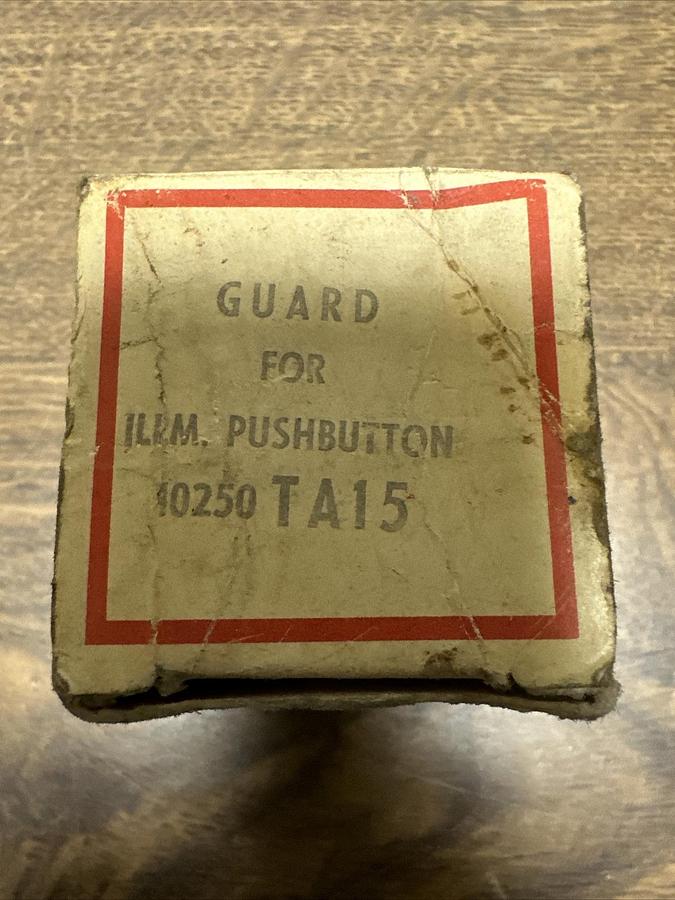 GUARD
FOR
ILLM. PUSHBUTTON
10250 TA15